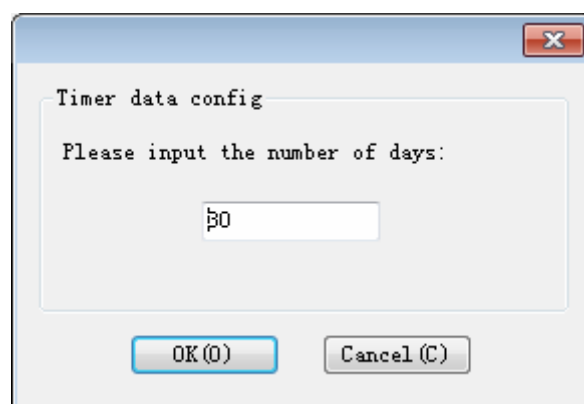 Timer data config
Please input the number of days:
30
OK(O)
Cancel(C)